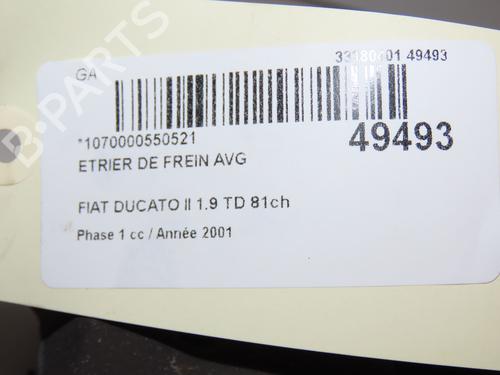 GA
33180401 49493
*1070000550521
49493
ETRIER DE FREIN AVG
FIAT DUCATO II 1.9 TD 81ch
Phase 1 cc / Année 2001
B-PARTS